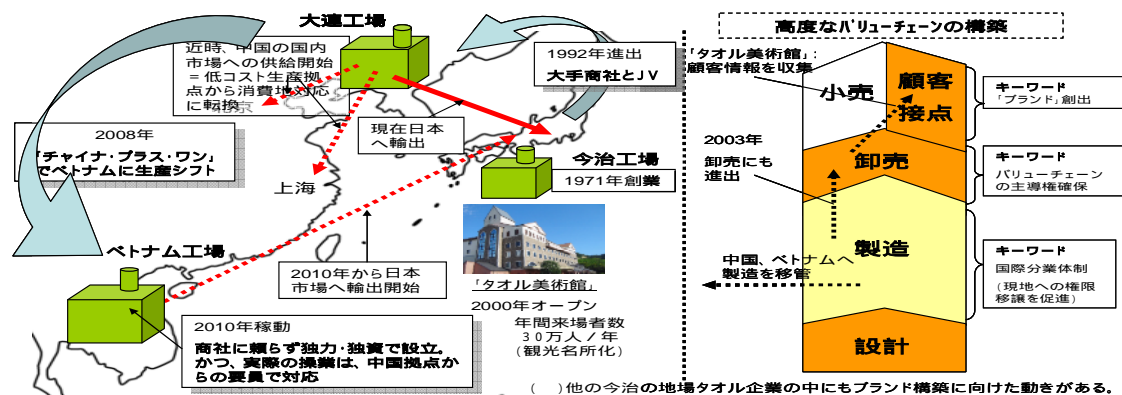 大連工場
近時、中国の国内
市場への供給開始
＝低コスト生産拠
点から消費地対応
に転換
北京
1992年進出
大手商社とJV
2008年
「チャイナ・プラス・ワン」
でベトナムに生産シフト
現在日本
へ輸出
上海
今治工場
1971年創業
ベトナム工場
2010年から日本
市場へ輸出開始
「タオル美術館」
2000年オープン
年間来場者数
30万人／年
(観光名所化)
2010年稼動
商社に頼らず独力・独資で設立。
かつ、実際の操業は、中国拠点か
らの要員で対応
高度なバリューチェーンの構築
「タオル美術館」：
顧客情報を収集
小売
顧客
接点
キーワード
「ブランド」創出
2003年
卸売にも
進出
卸売
キーワード
バリューチェーン
の主導権確保
製造
中国、ベトナムへ
製造を移管
キーワード
国際分業体制
(現地への権限
移譲を促進)
設計
(　)他の今治の地場タオル企業の中にもブランド構築に向けた動きがある。